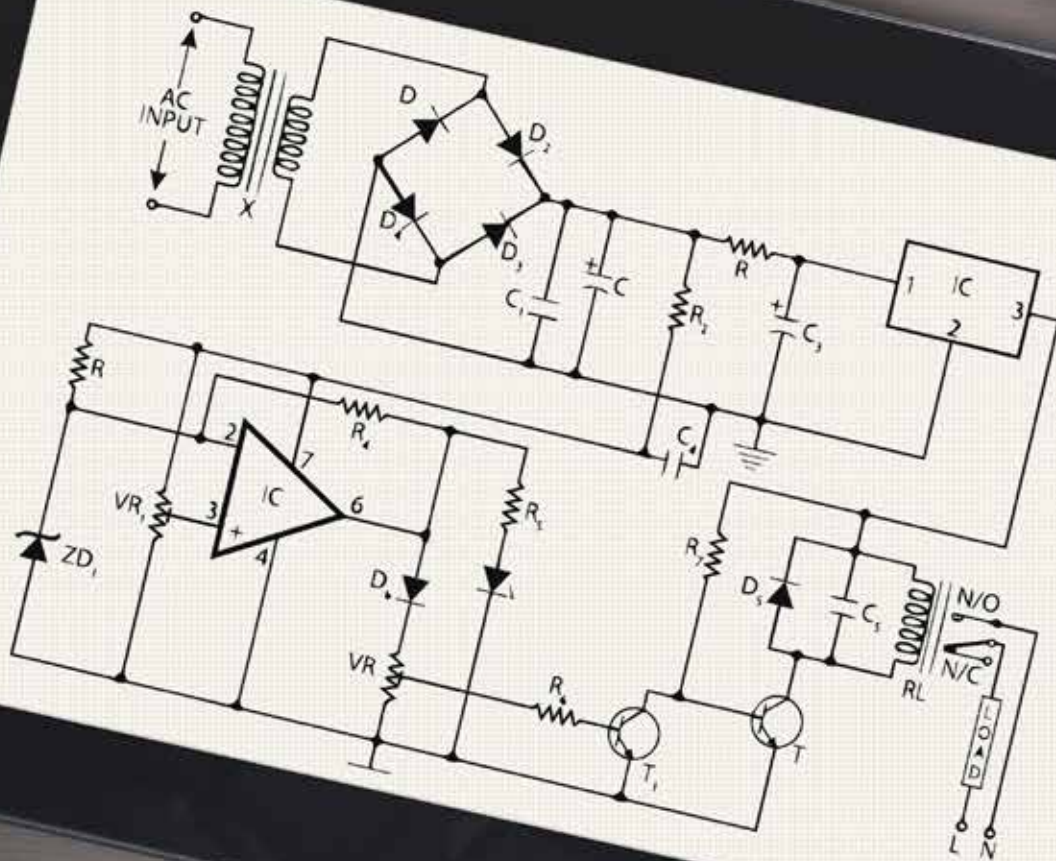 AC
INPUT
X
D
D2
D4
D3
C1
+
C
R2
R
+
C3
1
IC
3
2
R
R4
C4
2
7
VR1
3
IC
6
+
4
ZD1
R5
D6
VR
R6
T1
R7
D5
C5
N/O
N/C
RL
T
LOAD
L
N